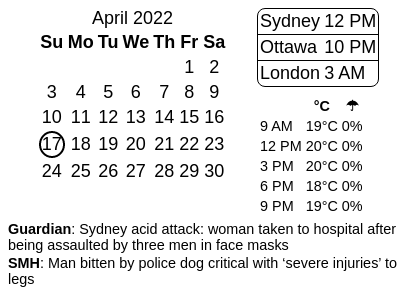 April 2022
Su Mo Tu We Th Fr Sa
1 2
3 4 5 6 7 8 9
10 11 12 13 14 15 16
17 18 19 20 21 22 23
24 25 26 27 28 29 30
Sydney 12 PM
Ottawa 10 PM
London 3 AM
°C ☂
9 AM 19°C 0%
12 PM 20°C 0%
3 PM 20°C 0%
6 PM 18°C 0%
9 PM 19°C 0%
Guardian: Sydney acid attack: woman taken to hospital after
being assaulted by three men in face masks
SMH: Man bitten by police dog critical with ‘severe injuries’ to
legs